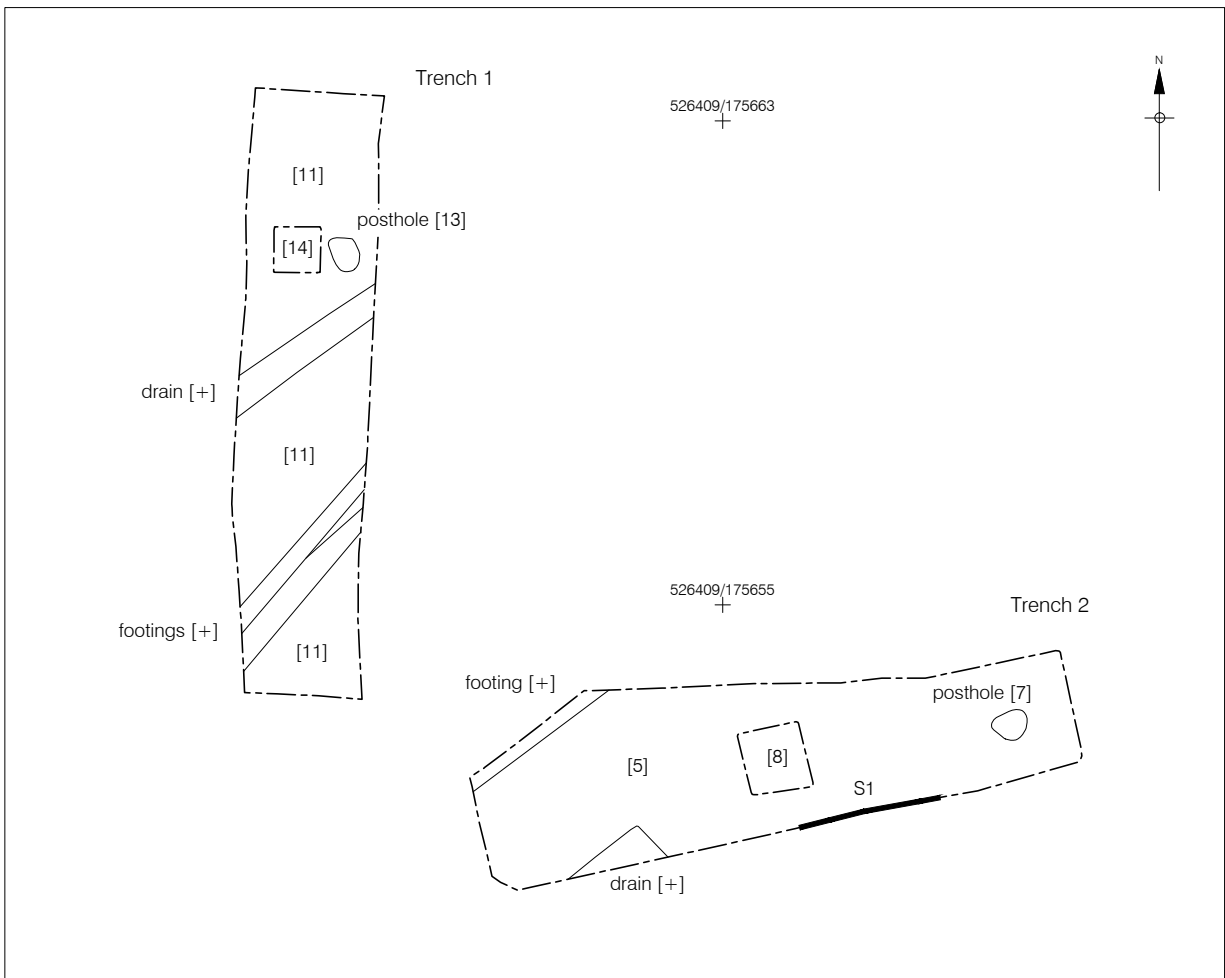 N
Trench 1
526409/175663
[11]
posthole [13]
[14]
drain [+]
[11]
footings [+]
[11]
526409/175655
Trench 2
footing [+]
posthole [7]
[5]
[8]
S1
drain [+]